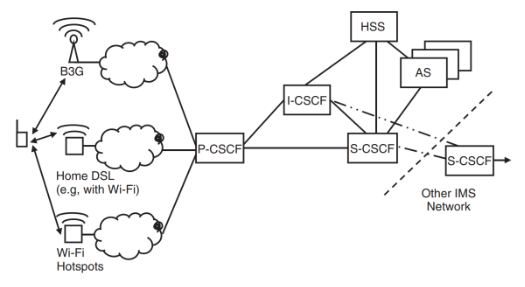 HSS
B3G
AS
I-CSCF
P-CSCF
S-CSCF
S-CSCF
Home DSL
(e.g, with Wi-Fi)
Other IMS
Network
Wi-Fi
Hotspots